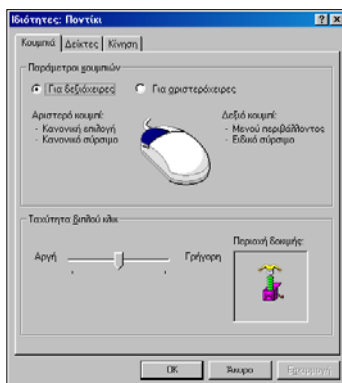 Ιδιότητες: Ποντίκι
Κουμπιά Δείκτες Κίνηση
Παράμετροι κουμπιών
Για δεξιόχειρες Για αριστερόχειρες
Αριστερό κουμπί:
- Κανονική επιλογή
- Κανονικό σύρσιμο
Δεξιό κουμπί:
- Μενού περιβάλλοντος
- Ειδικό σύρσιμο
Ταχύτητα διπλού κλικ
Αργή Γρήγορη
Περιοχή δοκιμής:
OK Άκυρο Εφαρμογή